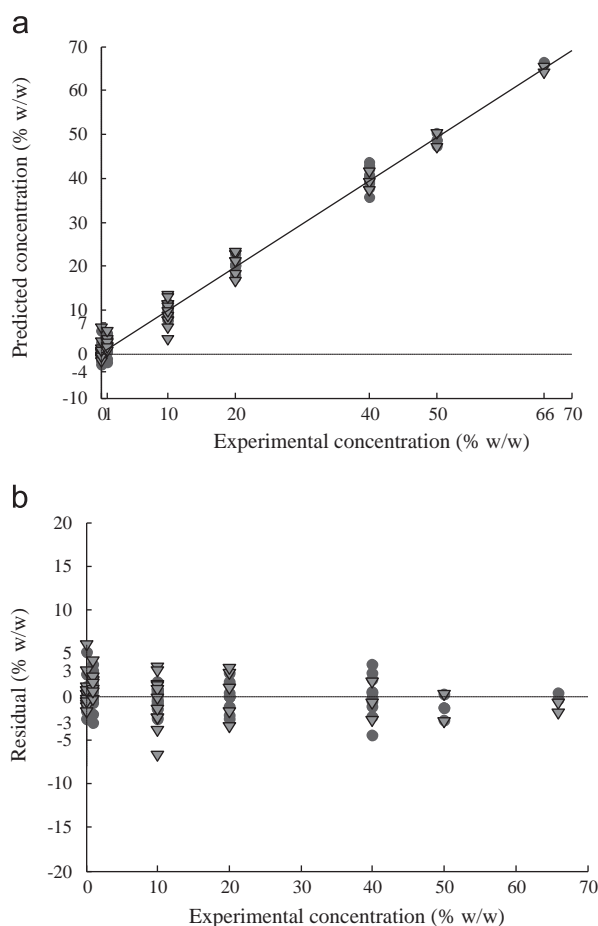 a
70
60
50
40
30
20
10
7
0
-4
-10
01 10 20 40 50 66 70
Predicted concentration (% w/w)
Experimental concentration (% w/w)
b
20
15
10
5
3
0
-3
-5
-10
-15
-20
0 10 20 30 40 50 60 70
Residual (% w/w)
Experimental concentration (% w/w)